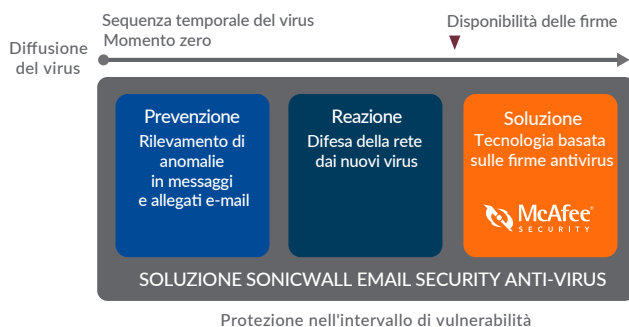 Sequenza temporale del virus
Momento zero
Disponibilità delle firme
Diffusione
del virus
Prevenzione
Rilevamento di
anomalie
in messaggi
e allegati e-mail
Reazione
Difesa della rete
dai nuovi virus
Soluzione
Tecnologia basata
sulle firme antivirus
McAfee®
SECURITY
SOLUZIONE SONICWALL EMAIL SECURITY ANTI-VIRUS
Protezione nell'intervallo di vulnerabilità